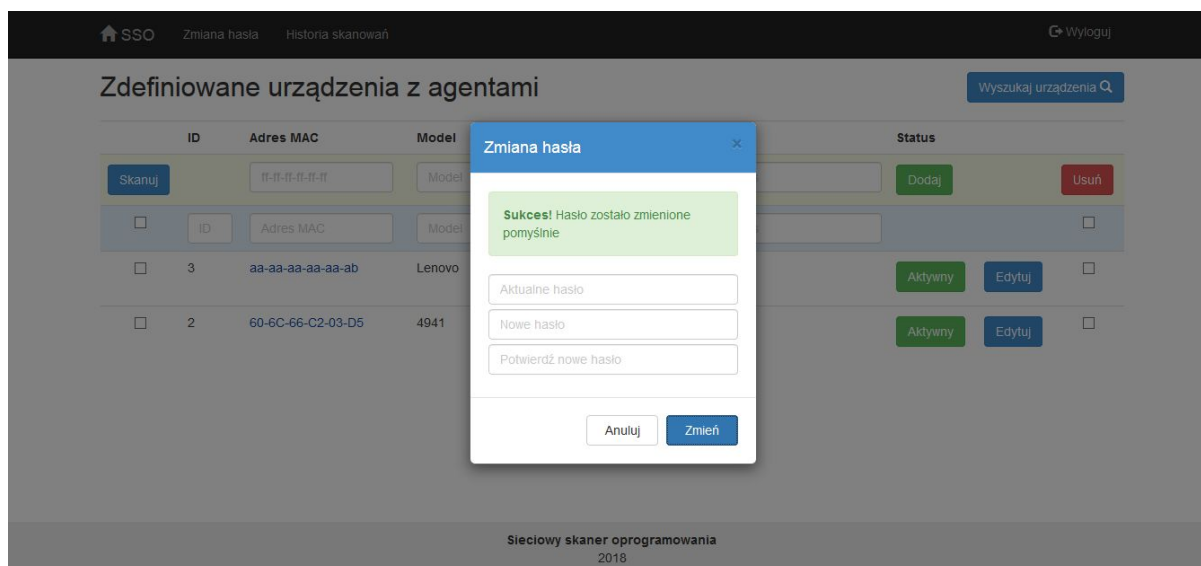 SSO Zmiana hasła Historia skanowań Wyloguj
Zdefiniowane urządzenia z agentami Wyszukaj urządzenia
ID Adres MAC Model Status
Skanuj ff-ff-ff-ff-ff-ff Model Dodaj Usuń
ID Adres MAC Model
3 aa-aa-aa-aa-aa-ab Lenovo Aktywny Edytuj
2 60-6C-66-C2-03-D5 4941 Aktywny Edytuj
Zmiana hasła ×
Sukces! Hasło zostało zmienione
pomyślnie
Aktualne hasło
Nowe hasło
Potwierdź nowe hasło
Anuluj Zmień
Sieciowy skaner oprogramowania
2018